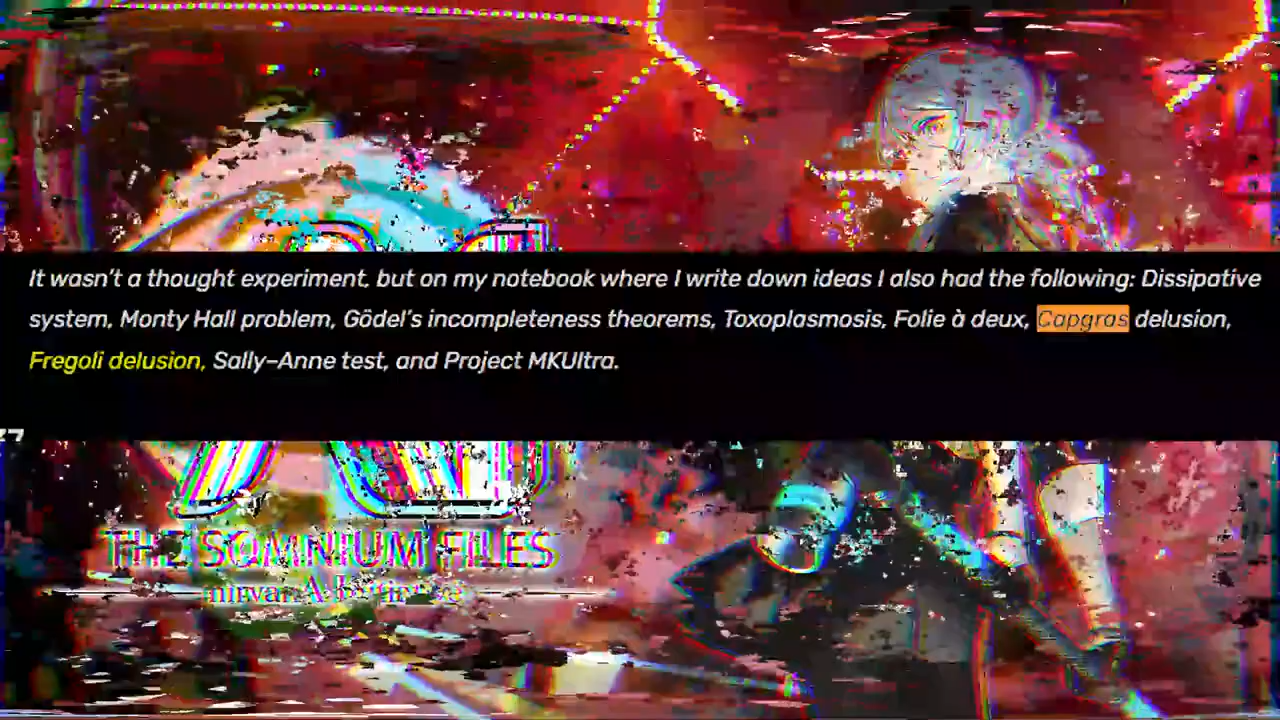 It wasn't a thought experiment, but on my notebook where I write down ideas I also had the following: Dissipative
system, Monty Hall problem, Gödel's incompleteness theorems, Toxoplasmosis, Folie à deux, Capgras delusion,
Fregoli delusion, Sally–Anne test, and Project MKUltra.
THE SOMNIUM FILES